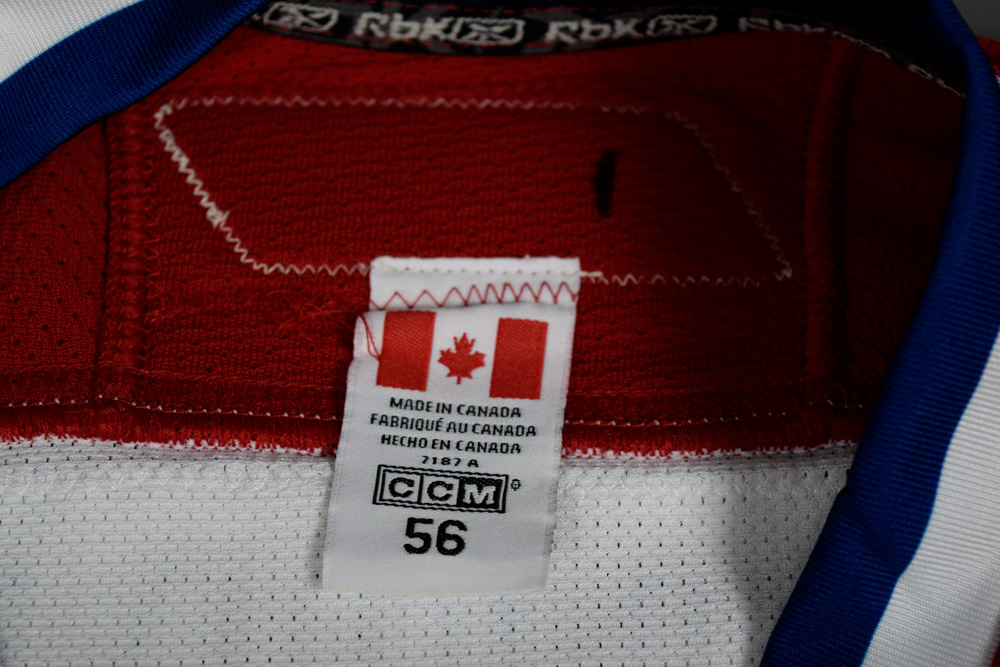 RbK RbK
MADE IN CANADA
FABRIQUÉ AU CANADA
HECHO EN CANADA
7187 A
CCM®
56